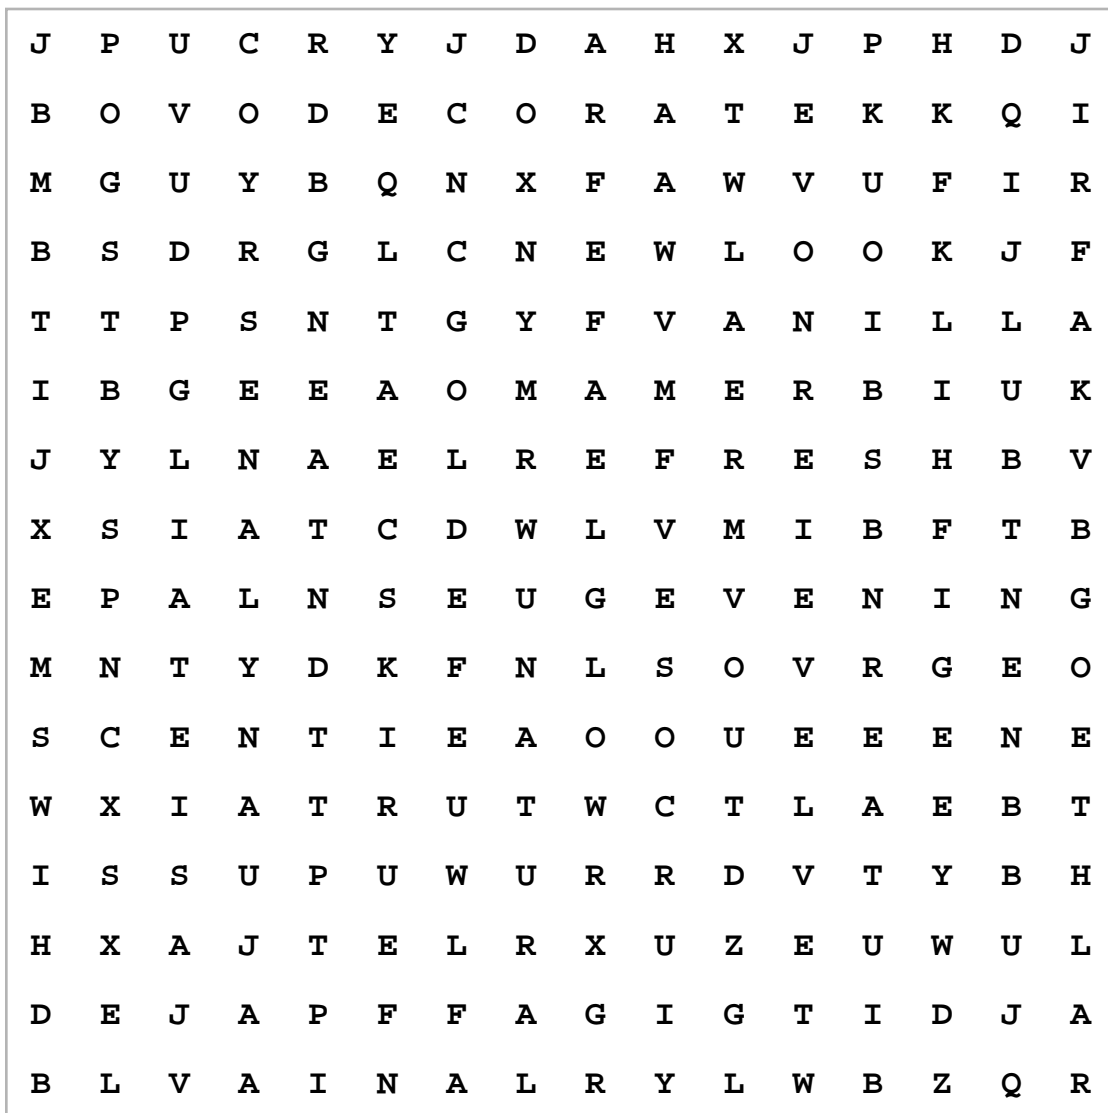 J P U C R Y J D A H X J P H D J
B O V O D E C O R A T E K K Q I
M G U Y B Q N X F A W V U F I R
B S D R G L C N E W L O O K J F
T T P S N T G Y F V A N I L L A
I B G E E A O M A M E R B I U K
J Y L N A E L R E F R E S H B V
X S I A T C D W L V M I B F T B
E P A L N S E U G E V E N I N G
M N T Y D K F N L S O V R G E O
S C E N T I E A O O U E E E N E
W X I A T R U T W C T L A E B T
I S S U P U W U R R D V T Y B H
H X A J T E L R X U Z E U W U L
D E J A P F F A G I G T I D J A
B L V A I N A L R Y L W B Z Q R